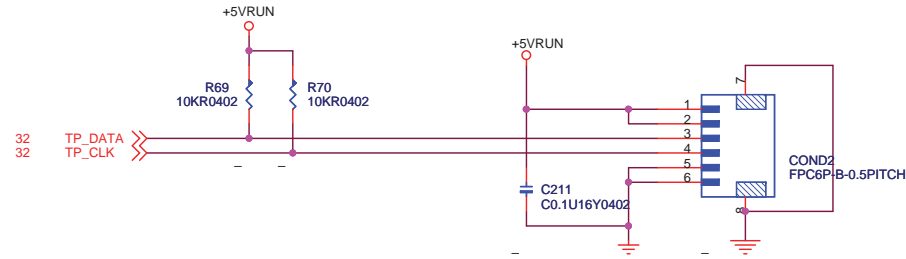 +5VRUN
+5VRUN
R69
10KR0402
R70
10KR0402
7
1
2
32 TP_DATA
3
32 TP_CLK
4
5
6
COND2
FPC6P-B-0.5PITCH
C211
C0.1U16Y0402
8